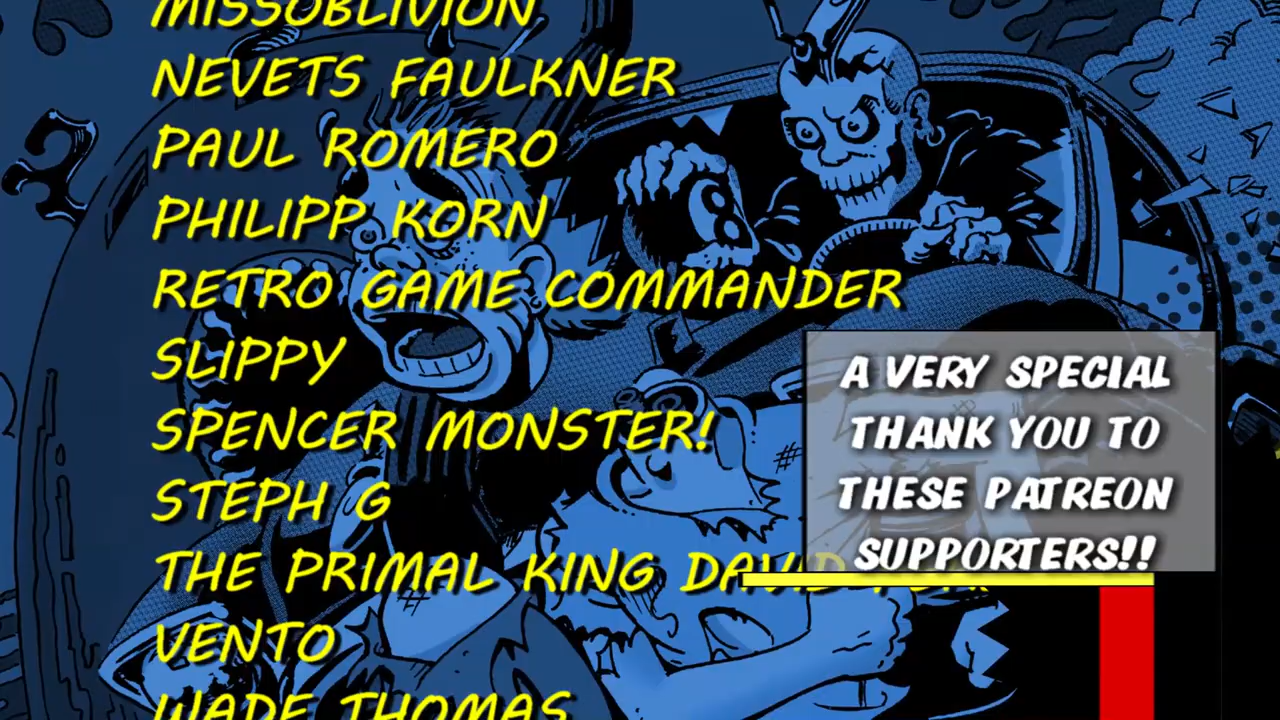 MISSOBLIVION
NEVETS FAULKNER
PAUL ROMERO
PHILIPP KORN
RETRO GAME COMMANDER
SLIPPY
SPENCER MONSTER!
STEPH G
THE PRIMAL KING DAVID
VENTO
WADE THOMAS
A VERY SPECIAL
THANK YOU TO
THESE PATREON
SUPPORTERS!!